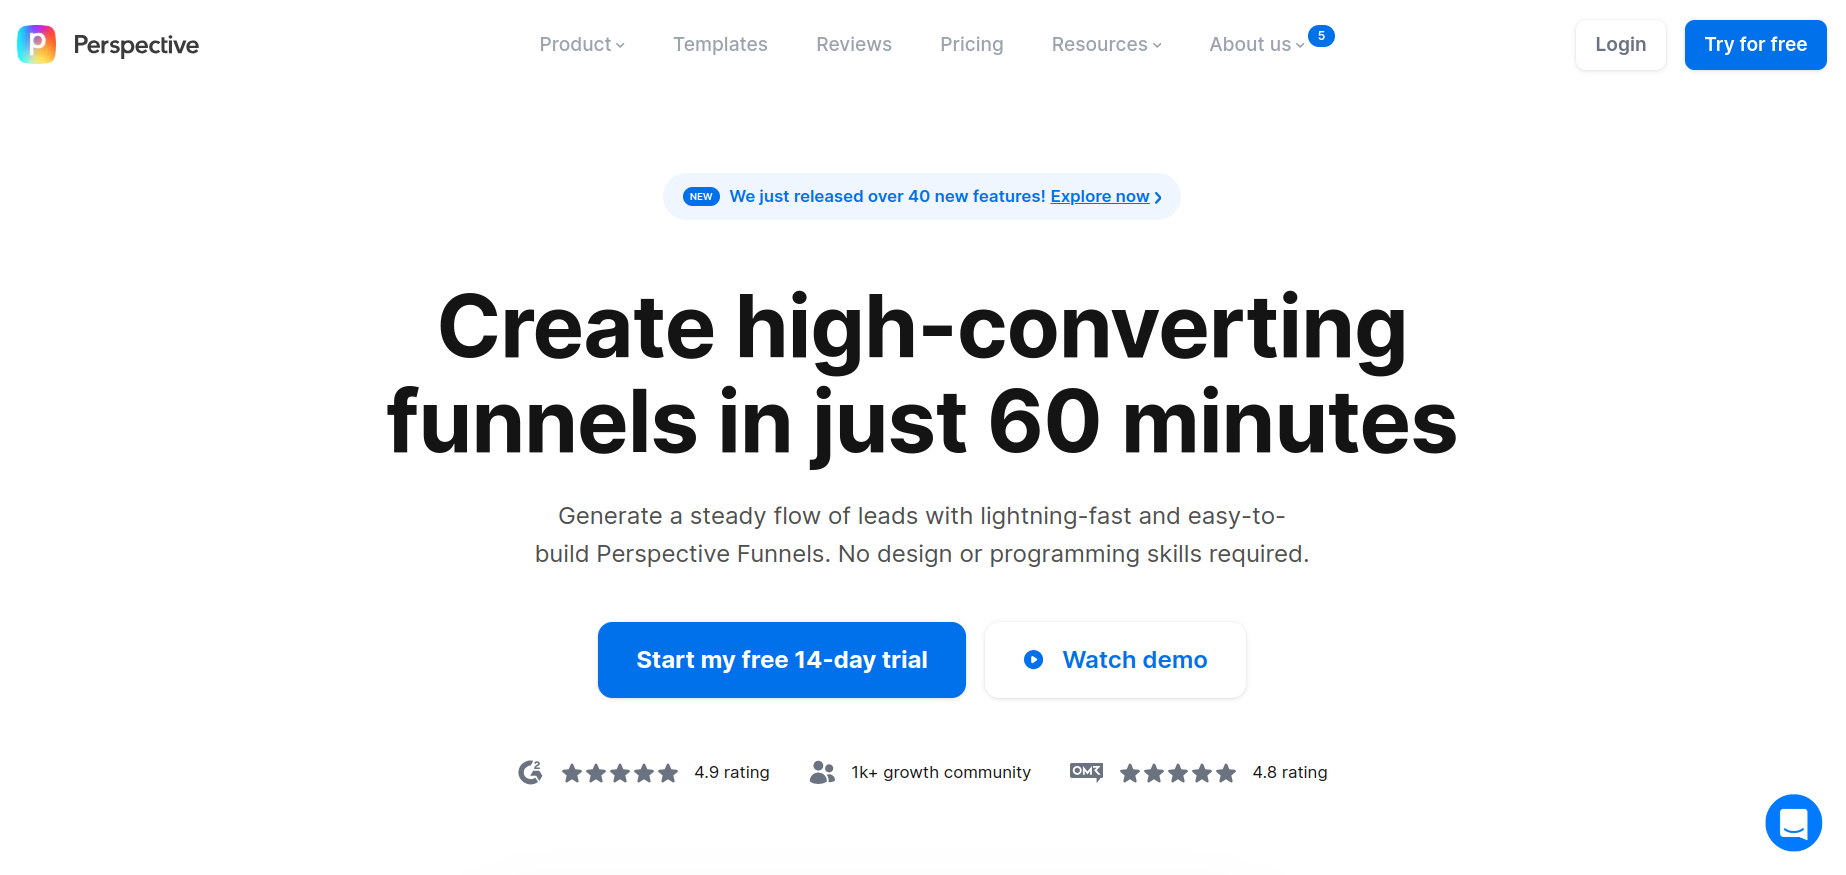 Perspective
Product
Templates
Reviews
Pricing
Resources
About us
5
Login
Try for free
NEW We just released over 40 new features! Explore now
Create high-converting
funnels in just 60 minutes
Generate a steady flow of leads with lightning-fast and easy-to-
build Perspective Funnels. No design or programming skills required.
Start my free 14-day trial
Watch demo
G2 4.9 rating
1k+ growth community
OMR 4.8 rating